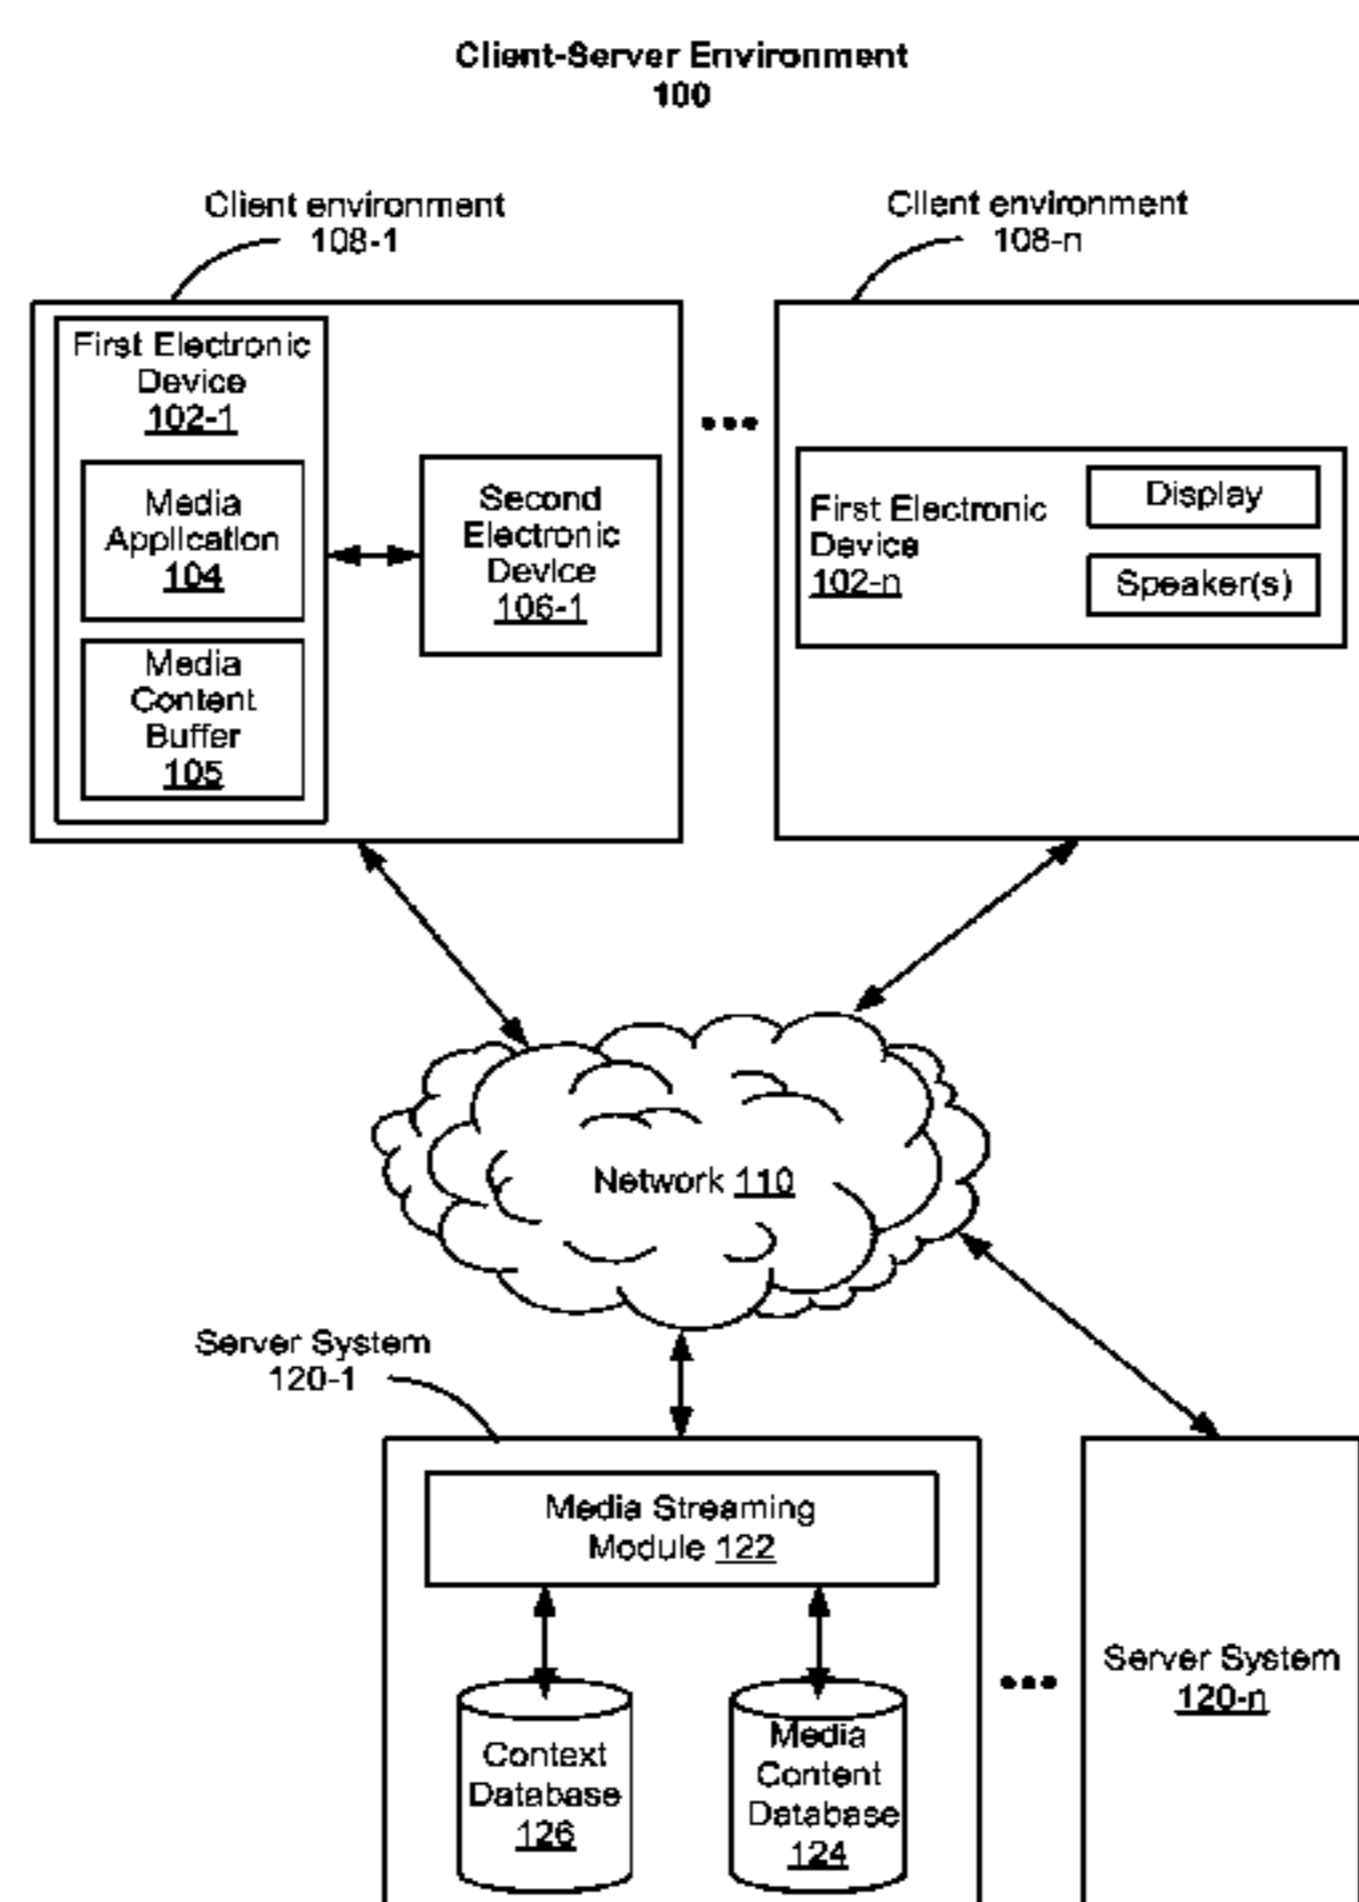 Client-Server Environment
100
Client environment
108-1
Client environment
108-n
First Electronic
Device
102-1
Media
Application
104
Media
Content
Buffer
105
Second
Electronic
Device
106-1
First Electronic
Device
102-n
Display
Speaker(s)
Network 110
Server System
120-1
Media Streaming
Module 122
Context
Database
126
Media
Content
Database
124
Server System
120-n